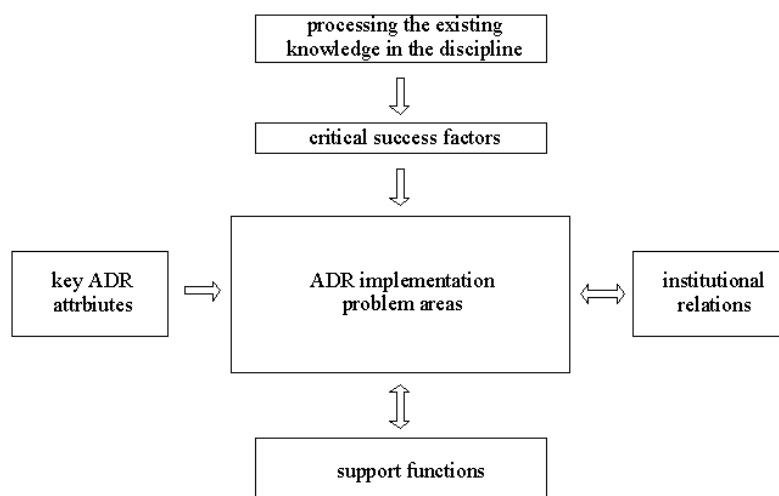 processing the existing
knowledge in the discipline
critical success factors
key ADR
attrbiutes
ADR implementation
problem areas
institutional
relations
support functions